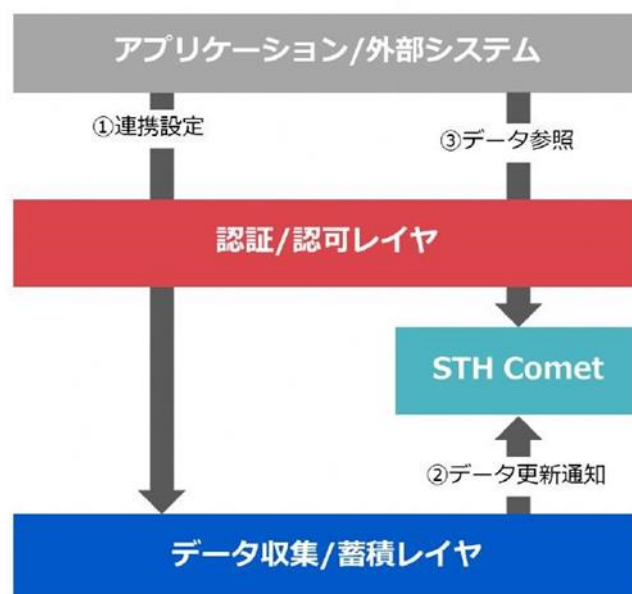 アプリケーション/外部システム
①連携設定
③データ参照
認証/認可レイヤ
STH Comet
②データ更新通知
データ収集/蓄積レイヤ